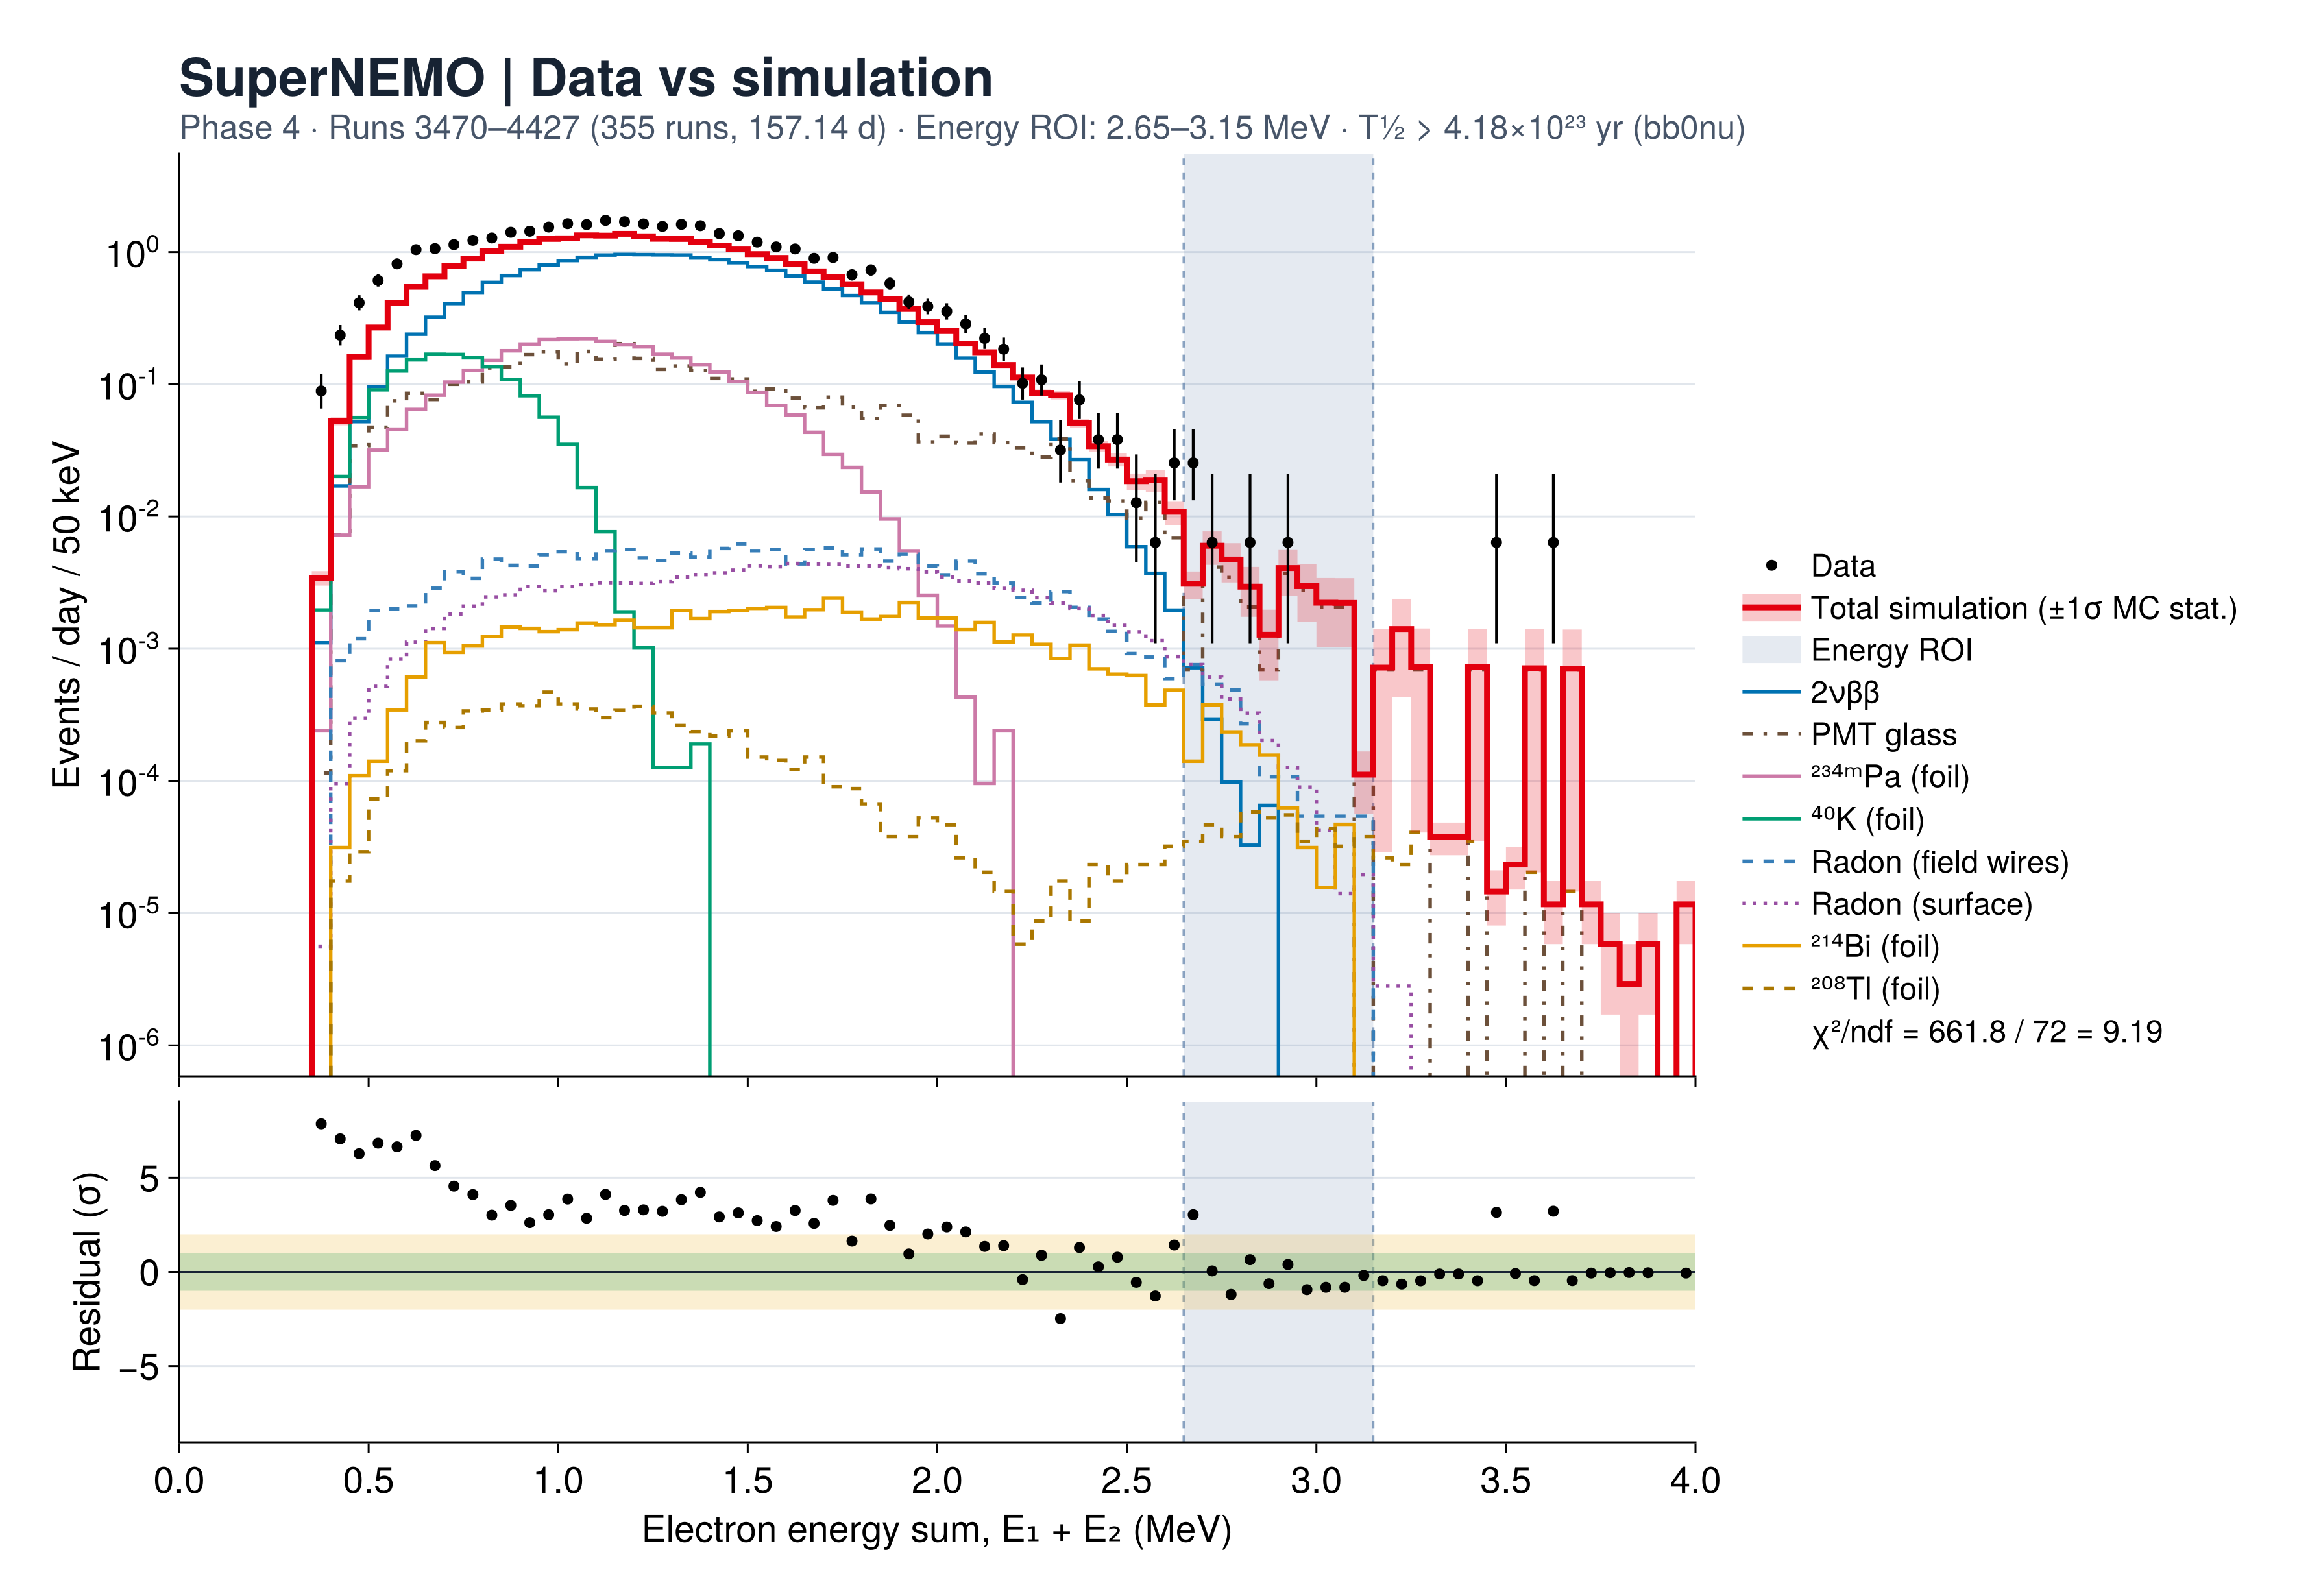 SuperNEMO | Data vs simulation
Phase 4 · Runs 3470–4427 (355 runs, 157.14 d) · Energy ROI: 2.65–3.15 MeV · T½ > 4.18×10²³ yr (bb0nu)
Events / day / 50 keV
10⁰
10⁻¹
10⁻²
10⁻³
10⁻⁴
10⁻⁵
10⁻⁶
Data
Total simulation (±1σ MC stat.)
Energy ROI
2νββ
PMT glass
²³⁴ᵐPa (foil)
⁴⁰K (foil)
Radon (field wires)
Radon (surface)
²¹⁴Bi (foil)
²⁰⁸Tl (foil)
χ²/ndf = 661.8 / 72 = 9.19
Residual (σ)
5
0
−5
0.0 0.5 1.0 1.5 2.0 2.5 3.0 3.5 4.0
Electron energy sum, E₁ + E₂ (MeV)